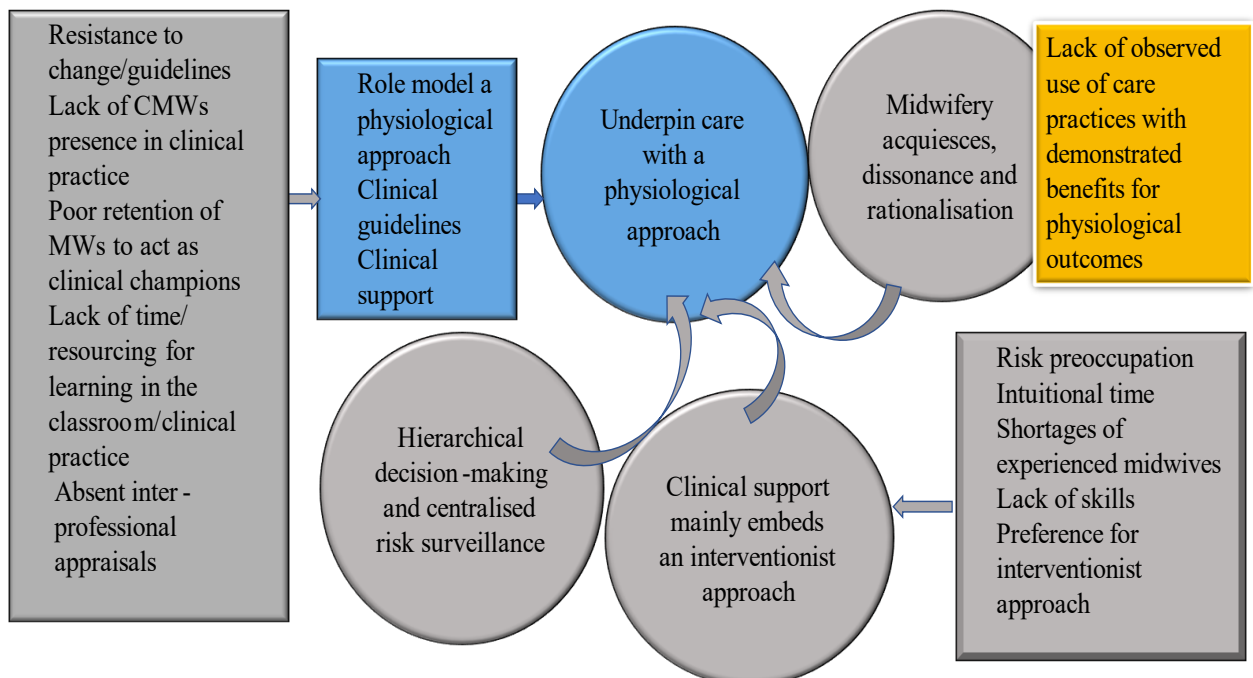 Resistance to
change/guidelines
Lack of CMWs
presence in clinical
practice
Poor retention of
MWs to act as
clinical champions
Lack of time/
resourcing for
learning in the
classroom/clinical
practice
Absent inter -
professional
appraisals
Role model a
physiological
approach
Clinical
guidelines
Clinical
support
Underpin care
with a
physiological
approach
Midwifery
acquiesces,
dissonance and
rationalisation
Lack of observed
use of care
practices with
demonstrated
benefits for
physiological
outcomes
Hierarchical
decision -making
and centralised
risk surveillance
Clinical support
mainly embeds
an interventionist
approach
Risk preoccupation
Intuitional time
Shortages of
experienced midwives
Lack of skills
Preference for
interventionist
approach